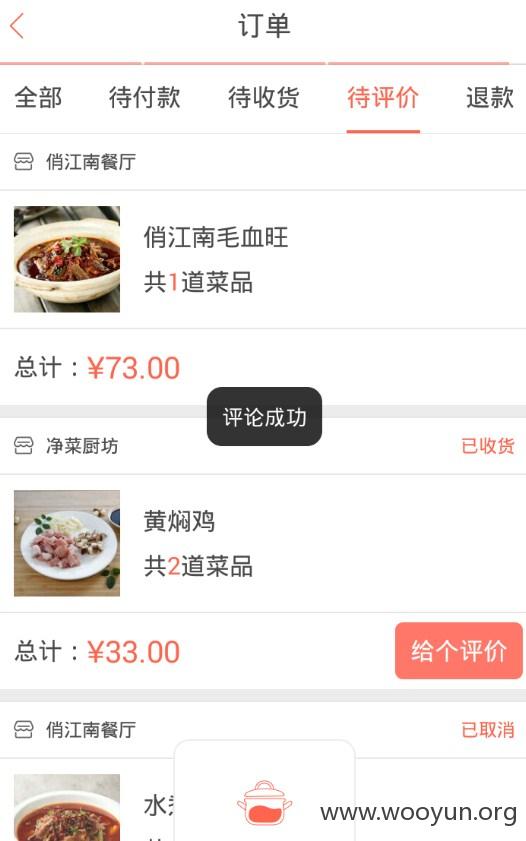 订单
全部 待付款 待收货 待评价 退款
俏江南餐厅
俏江南毛血旺
共1道菜品
总计：¥73.00
评论成功
净菜厨坊 已收货
黄焖鸡
共2道菜品
总计：¥33.00 给个评价
俏江南餐厅 已取消
水
www.wooyun.org